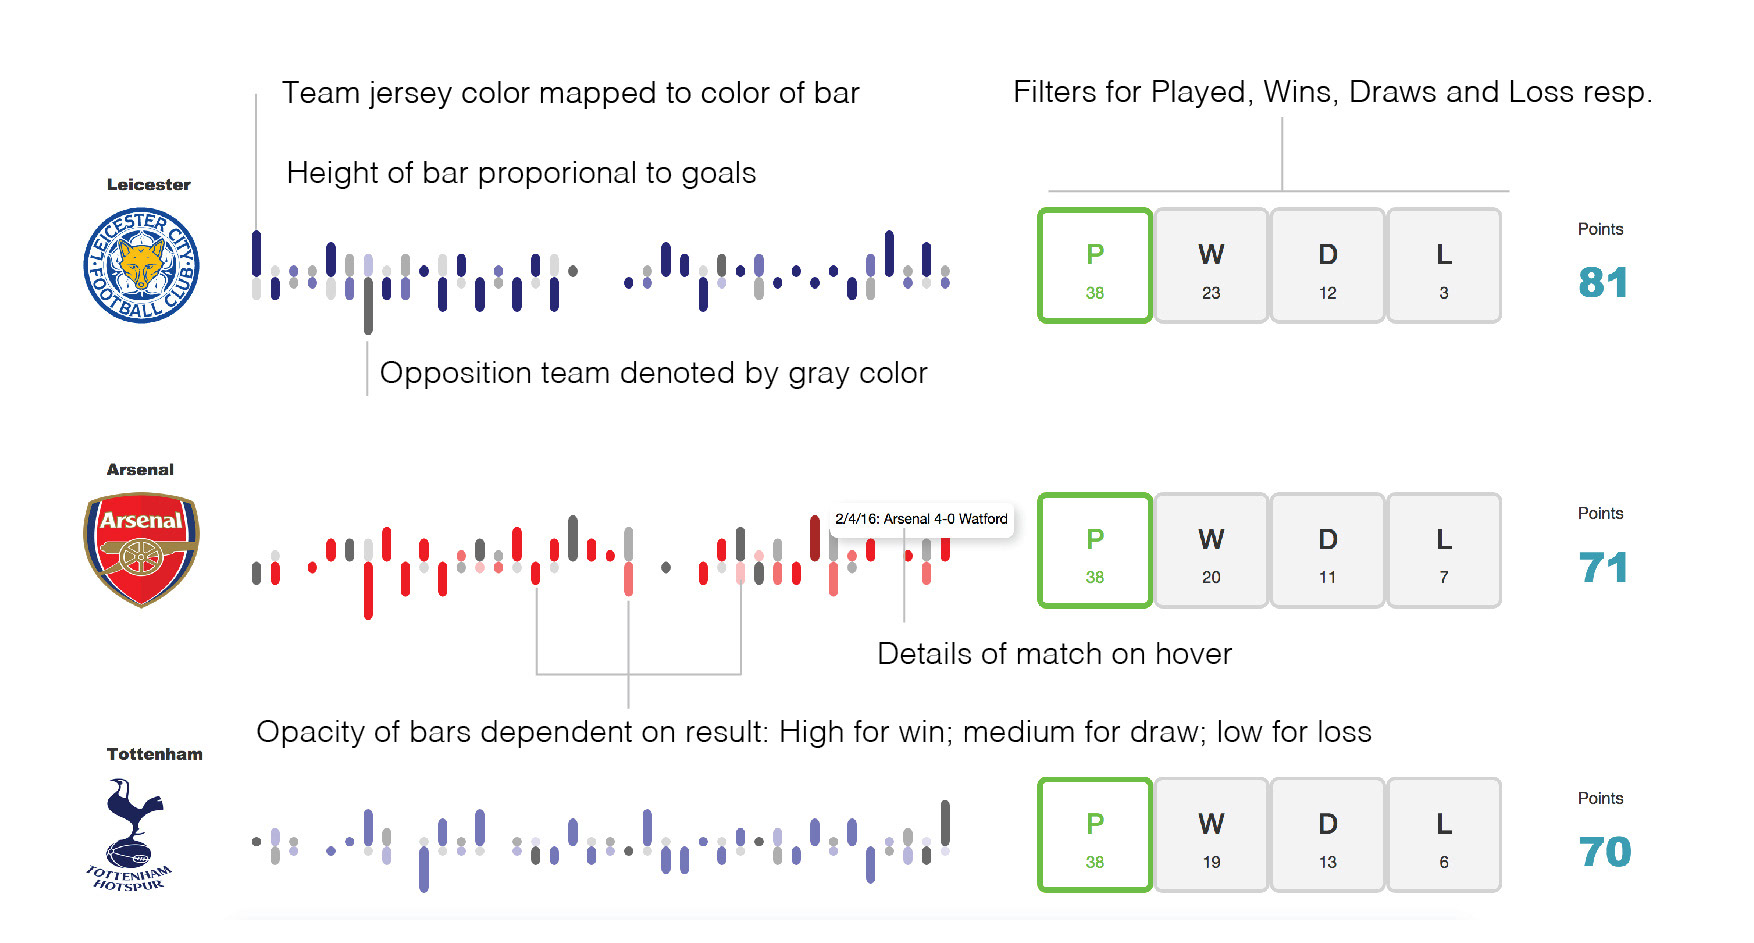 Team jersey color mapped to color of bar
Filters for Played, Wins, Draws and Loss resp.
Height of bar proporional to goals
Leicester
LEICESTER CITY
FOOTBALL CLUB
P
38
W
23
D
12
L
3
Points
81
Opposition team denoted by gray color
Arsenal
Arsenal
2/4/16: Arsenal 4-0 Watford
P
38
W
20
D
11
L
7
Points
71
Details of match on hover
Opacity of bars dependent on result: High for win; medium for draw; low for loss
Tottenham
TOTTENHAM
HOTSPUR
P
38
W
19
D
13
L
6
Points
70